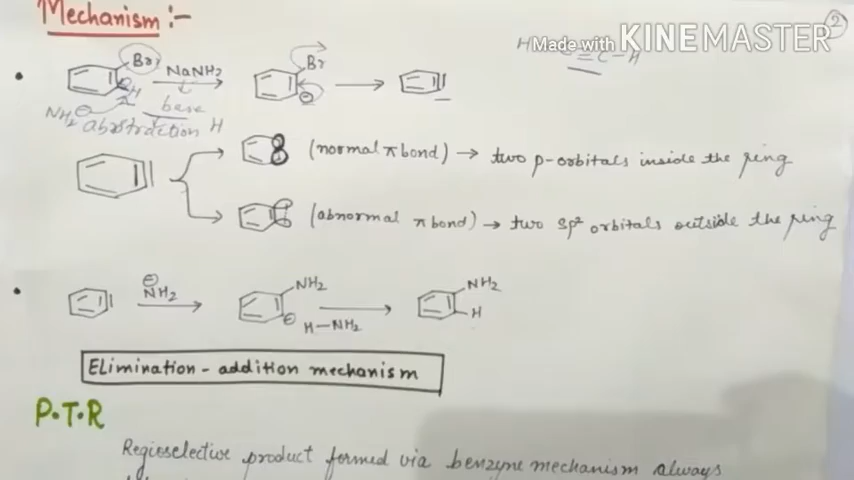 Mechanism :-
2
Made with KINEMASTER
H C≡C-H
Br NaNH2 Br
H
NH2⊖ base
abstraction H
⊖
(normal π bond) → two p-orbitals inside the ring
(abnormal π bond) → two sp² orbitals outside the ring
⊖NH2 NH2 NH2
⊖ H-NH2 H
Elimination - addition mechanism
P.T.R
Regioselective product formed via benzyne mechanism always